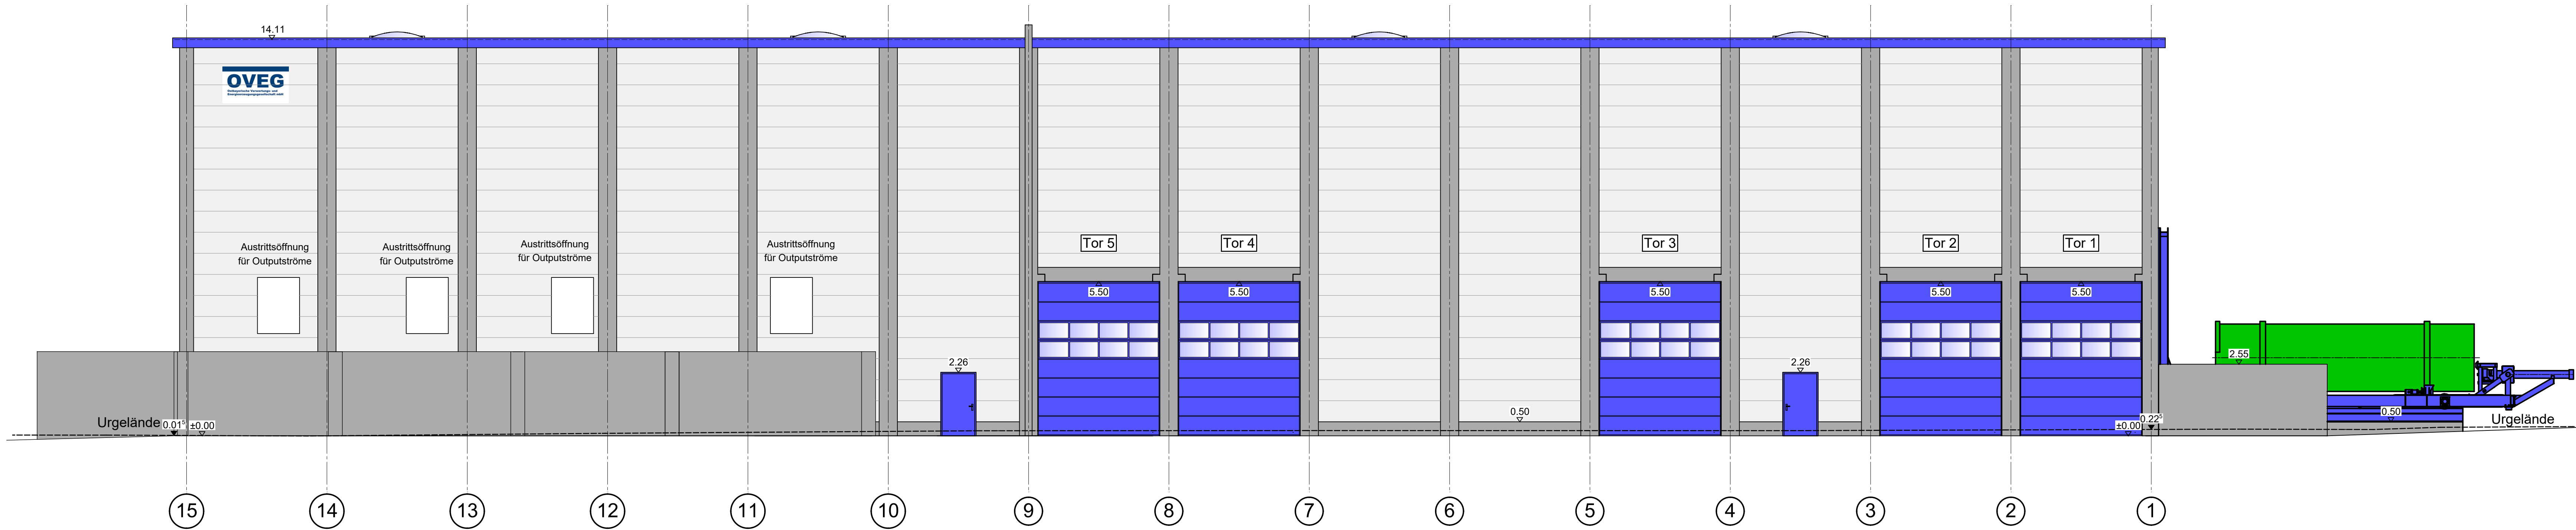 14.11
OVEG
Austrittsöffnung
für Outputströme
Austrittsöffnung
für Outputströme
Austrittsöffnung
für Outputströme
Austrittsöffnung
für Outputströme
Tor 5
Tor 4
Tor 3
Tor 2
Tor 1
5.50
5.50
5.50
5.50
5.50
2.26
2.26
2.55
0.50
0.50
Urgelände
0.01⁵
±0.00
0.22⁵
±0.00
Urgelände
15
14
13
12
11
10
9
8
7
6
5
4
3
2
1